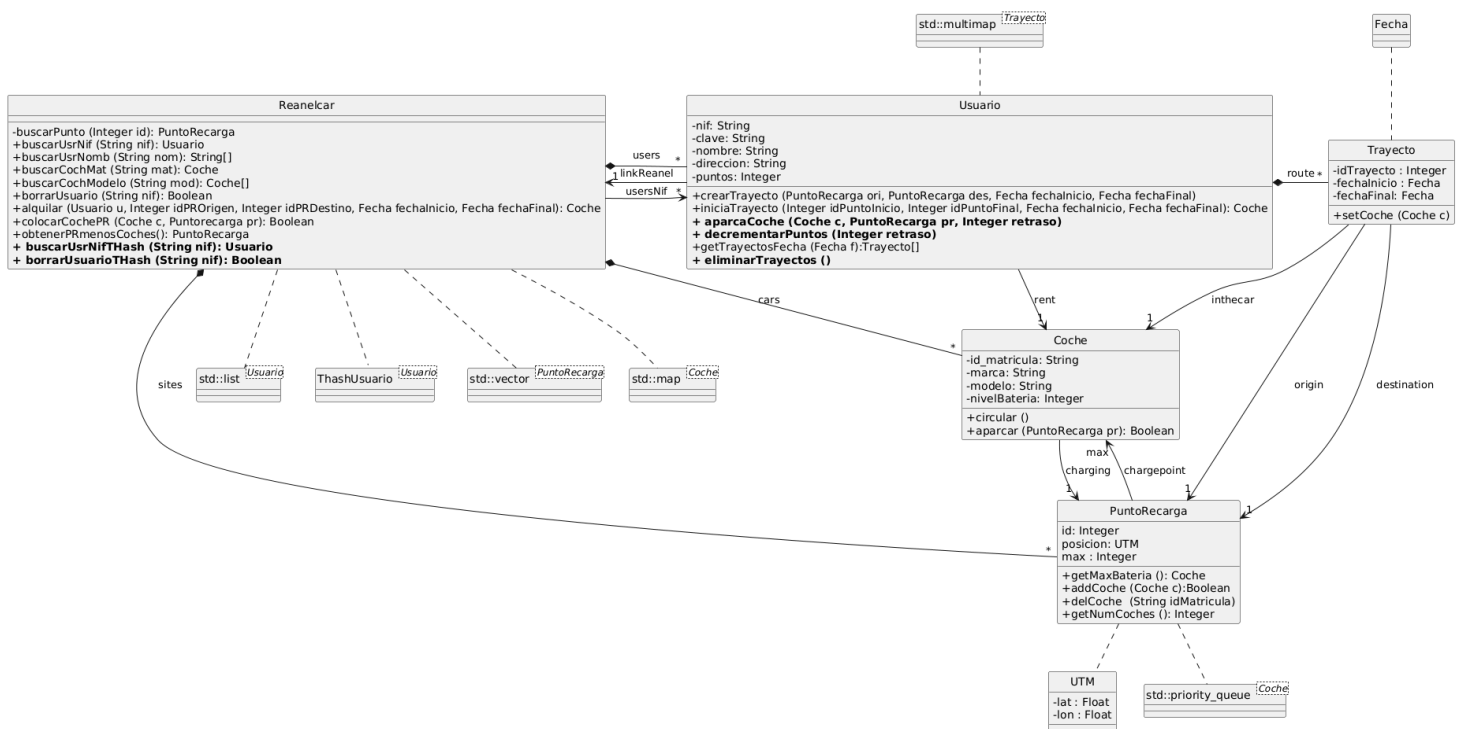 std::multimap
Trayecto
Fecha
Reanelcar
-buscarPunto (Integer id): PuntoRecarga
+buscarUsrNif (String nif): Usuario
+buscarUsrNomb (String nom): String[]
+buscarCochMat (String mat): Coche
+buscarCochModelo (String mod): Coche[]
+borrarUsuario (String nif): Boolean
+alquilar (Usuario u, Integer idPROrigen, Integer idPRDestino, Fecha fechaInicio, Fecha fechaFinal): Coche
+colocarCochePR (Coche c, Puntorecarga pr): Boolean
+obtenerPRmenosCoches(): PuntoRecarga
+ buscarUsrNifTHash (String nif): Usuario
+ borrarUsuarioTHash (String nif): Boolean
users
*
1
linkReanel
usersNif
*
Usuario
-nif: String
-clave: String
-nombre: String
-direccion: String
-puntos: Integer
+crearTrayecto (PuntoRecarga ori, PuntoRecarga des, Fecha fechaInicio, Fecha fechaFinal)
+iniciaTrayecto (Integer idPuntoInicio, Integer idPuntoFinal, Fecha fechaInicio, Fecha fechaFinal): Coche
+ aparcaCoche (Coche c, PuntoRecarga pr, Integer retraso)
+ decrementarPuntos (Integer retraso)
+getTrayectosFecha (Fecha f):Trayecto[]
+ eliminarTrayectos ()
route
*
Trayecto
-idTrayecto : Integer
-fechaInicio : Fecha
-fechaFinal: Fecha
+setCoche (Coche c)
cars
*
rent
1
inthecar
1
sites
*
std::list
Usuario
ThashUsuario
Usuario
std::vector
PuntoRecarga
std::map
Coche
Coche
-id_matricula: String
-marca: String
-modelo: String
-nivelBateria: Integer
+circular ()
+aparcar (PuntoRecarga pr): Boolean
origin
1
destination
1
max
charging
1
chargepoint
PuntoRecarga
id: Integer
posicion: UTM
max : Integer
+getMaxBateria (): Coche
+addCoche (Coche c):Boolean
+delCoche  (String idMatricula)
+getNumCoches (): Integer
UTM
-lat : Float
-lon : Float
std::priority_queue
Coche